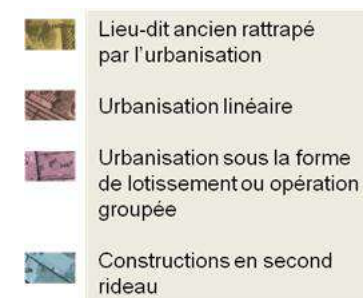 Lieu-dit ancien rattrapé
par l'urbanisation
Urbanisation linéaire
Urbanisation sous la forme
de lotissement ou opération
groupée
Constructions en second
rideau